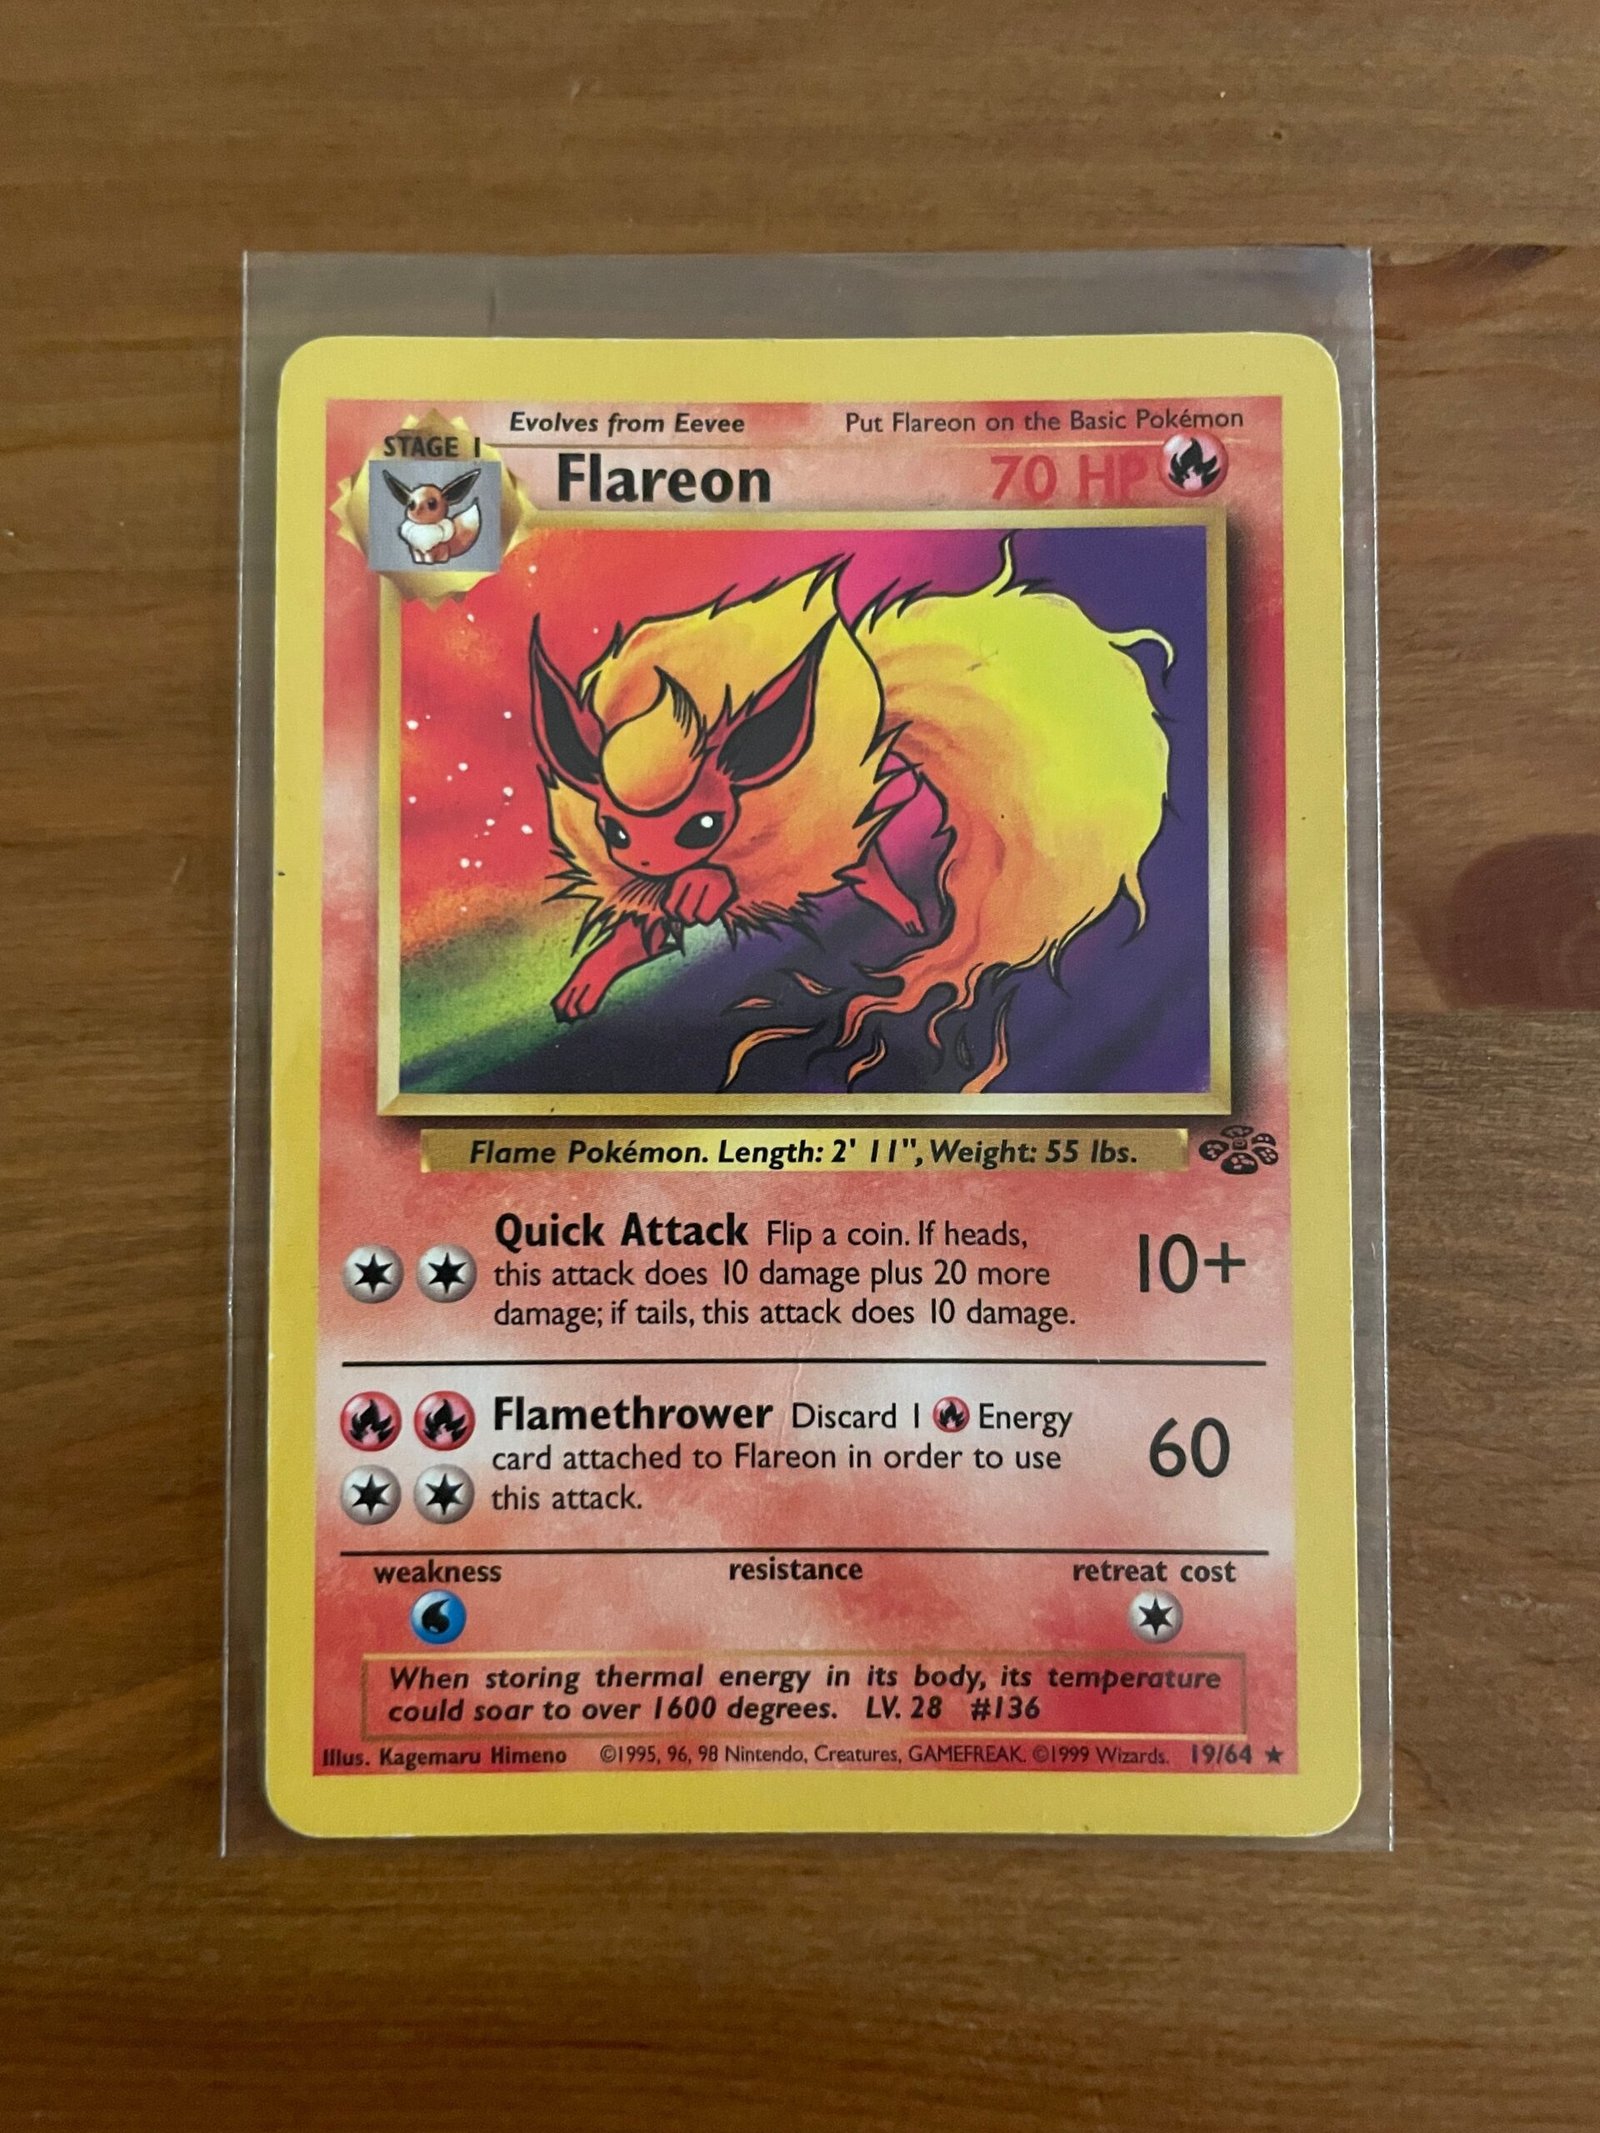 Evolves from Eevee
Put Flareon on the Basic Pokémon
STAGE 1
Flareon
70 HP
Flame Pokémon. Length: 2' 11", Weight: 55 lbs.
Quick Attack Flip a coin. If heads,
this attack does 10 damage plus 20 more
damage; if tails, this attack does 10 damage.
10+
Flamethrower Discard 1 Energy
card attached to Flareon in order to use
this attack.
60
weakness
resistance
retreat cost
When storing thermal energy in its body, its temperature
could soar to over 1600 degrees. LV. 28 #136
Illus. Kagemaru Himeno ©1995, 96, 98 Nintendo, Creatures, GAMEFREAK. ©1999 Wizards. 19/64 ★